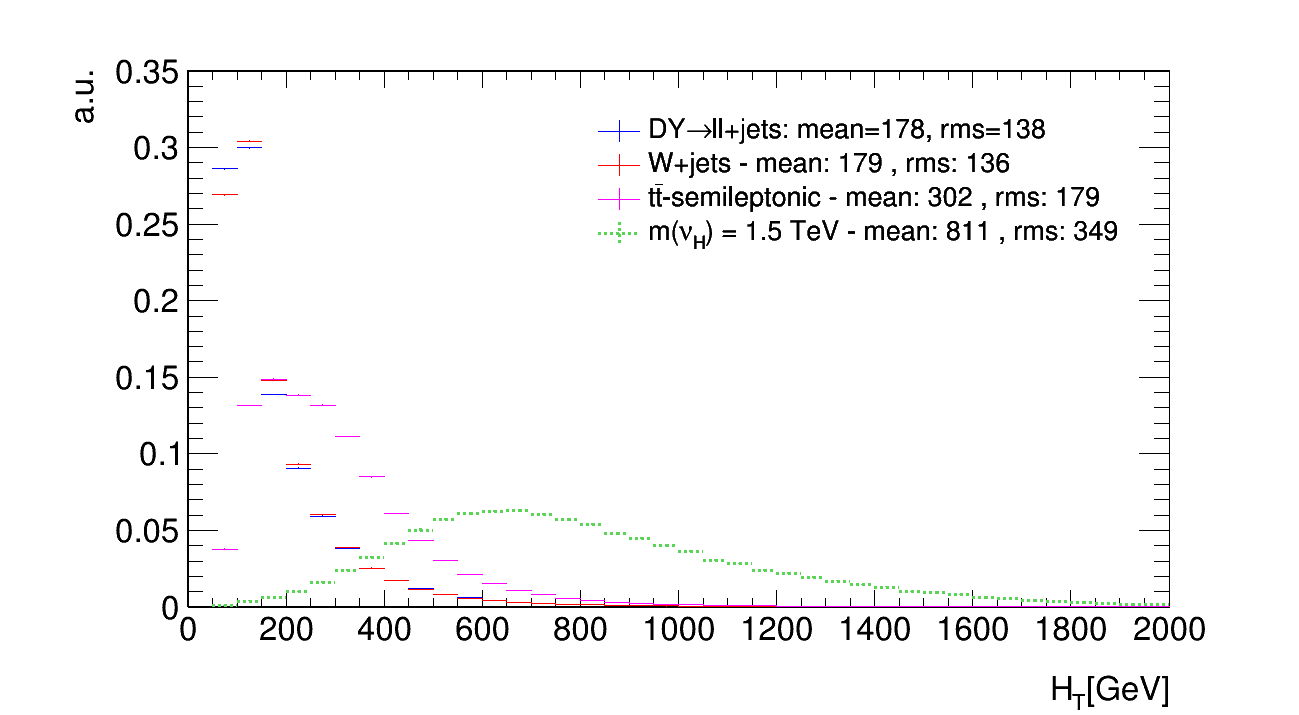 a.u.
0.35
0.3
0.25
0.2
0.15
0.1
0.05
0
DY→ll+jets: mean=178, rms=138
W+jets - mean: 179 , rms: 136
tt̄-semileptonic - mean: 302 , rms: 179
m(ν_H) = 1.5 TeV - mean: 811 , rms: 349
0 200 400 600 800 1000 1200 1400 1600 1800 2000
H_T[GeV]